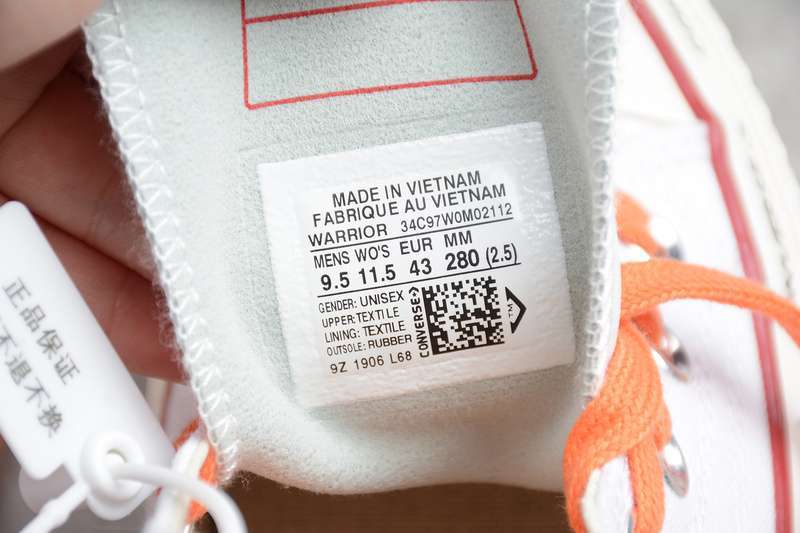 MADE IN VIETNAM
FABRIQUE AU VIETNAM
WARRIOR 34C97W0M02112
MENS WO'S EUR MM
9.5 11.5 43 280 (2.5)
GENDER: UNISEX
UPPER:TEXTILE
LINING: TEXTILE
OUTSOLE: RUBBER
9Z 1906 L68
CONVERSE
TM
正品保证
不退不换